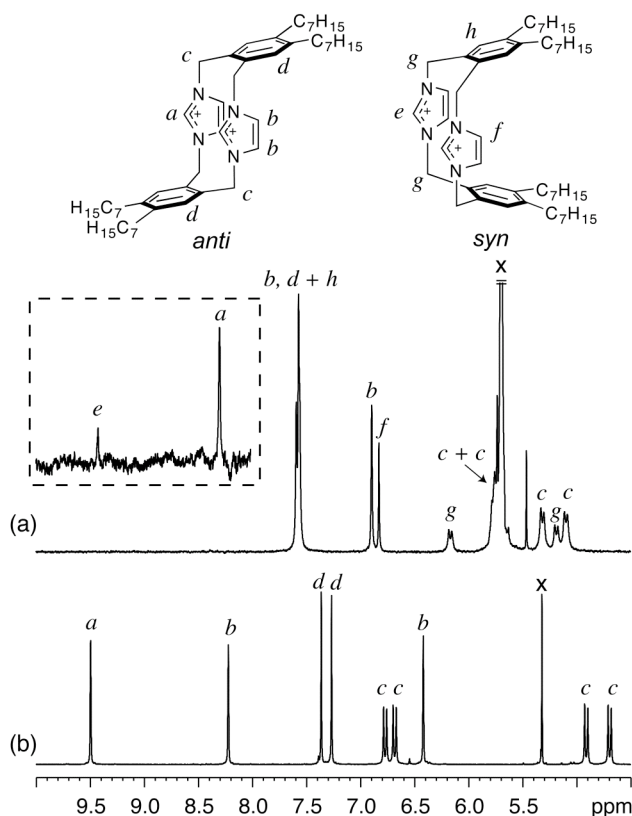 C7H15
C7H15
c
d
N
N
a
+
+
b
b
N
N
d
c
H15C7
H15C7
anti
h
C7H15
C7H15
g
N
N
e
+
+
f
N
N
g
C7H15
C7H15
syn
x
b, d + h
a
e
b
f
c + c
g
c
g
c
(a)
d d
x
a
b
b
c c
c
c
(b)
9.5 9.0 8.5 8.0 7.5 7.0 6.5 6.0 5.5 ppm